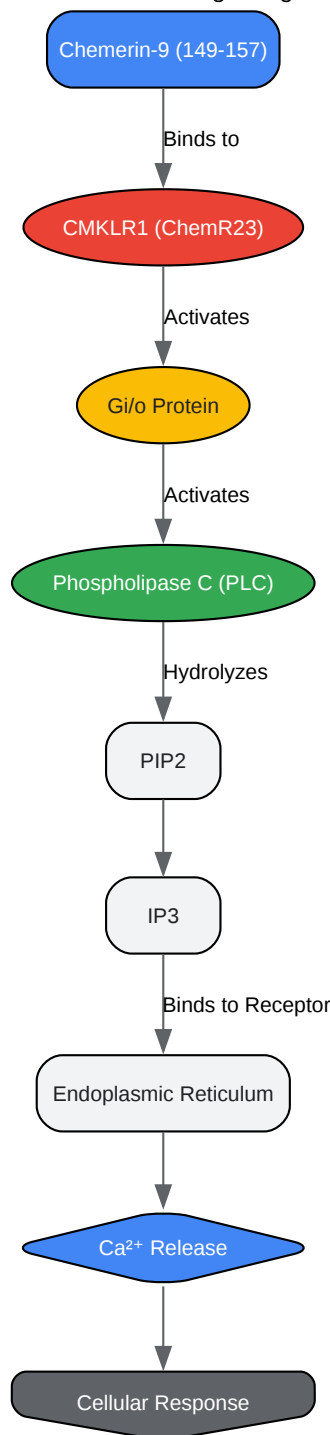 Chemerin-9 (149-157)
Binds to
CMKLR1 (ChemR23)
Activates
Gi/o Protein
Activates
Phospholipase C (PLC)
Hydrolyzes
PIP2
IP3
Binds to Receptor
Endoplasmic Reticulum
Ca²⁺ Release
Cellular Response